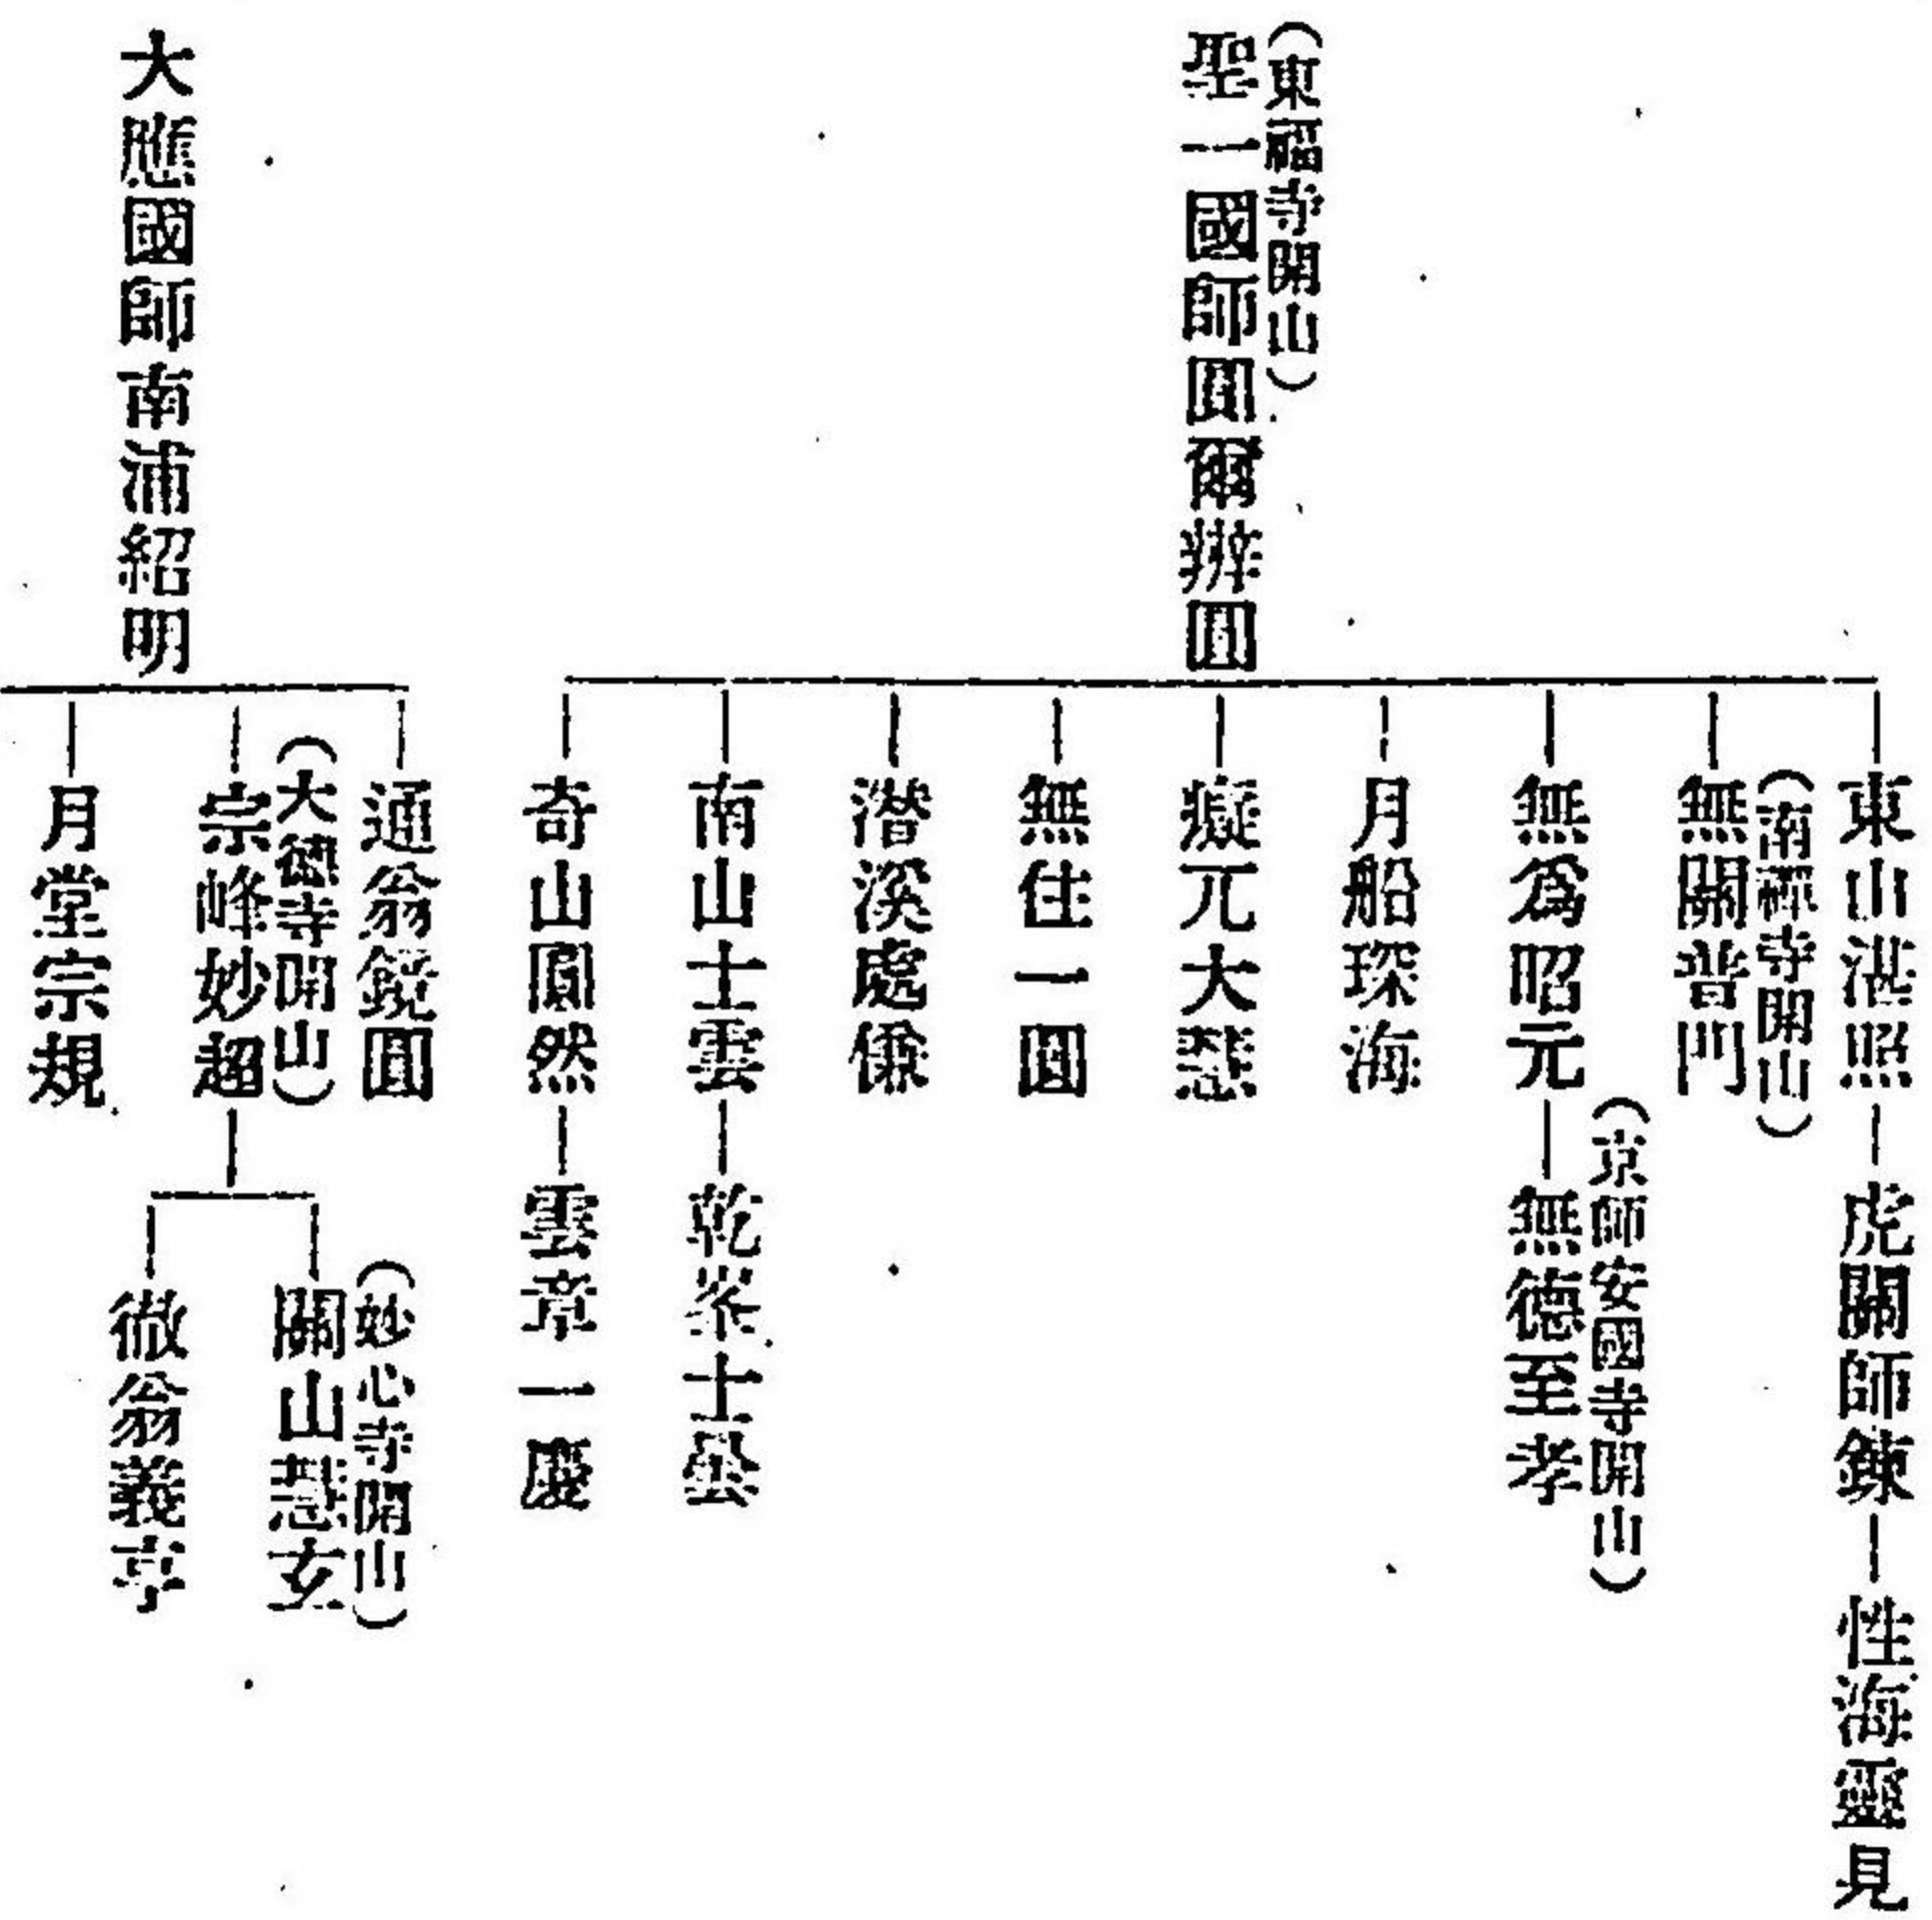 (東福寺開山)
聖一國師圓爾辨圓
東山湛照
虎關師鍊
性海靈見
(南禪寺開山)
無關普門
無爲昭元
(京師安國寺開山)
無德至孝
月船琛海
癡兀大慧
無住一圓
潜溪處謙
南山士雲
乾峯士曇
奇山圓然
雲章一慶
大應國師南浦紹明
通翁鏡圓
(大德寺開山)
宗峰妙超
(妙心寺開山)
關山慧玄
徹翁義亨
月堂宗規